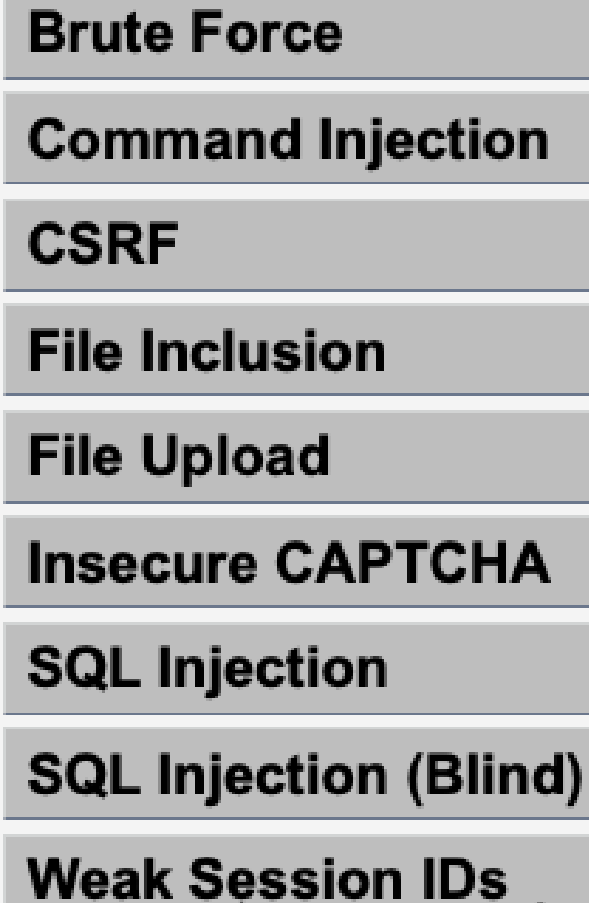 Brute Force
Command Injection
CSRF
File Inclusion
File Upload
Insecure CAPTCHA
SQL Injection
SQL Injection (Blind)
Weak Session IDs